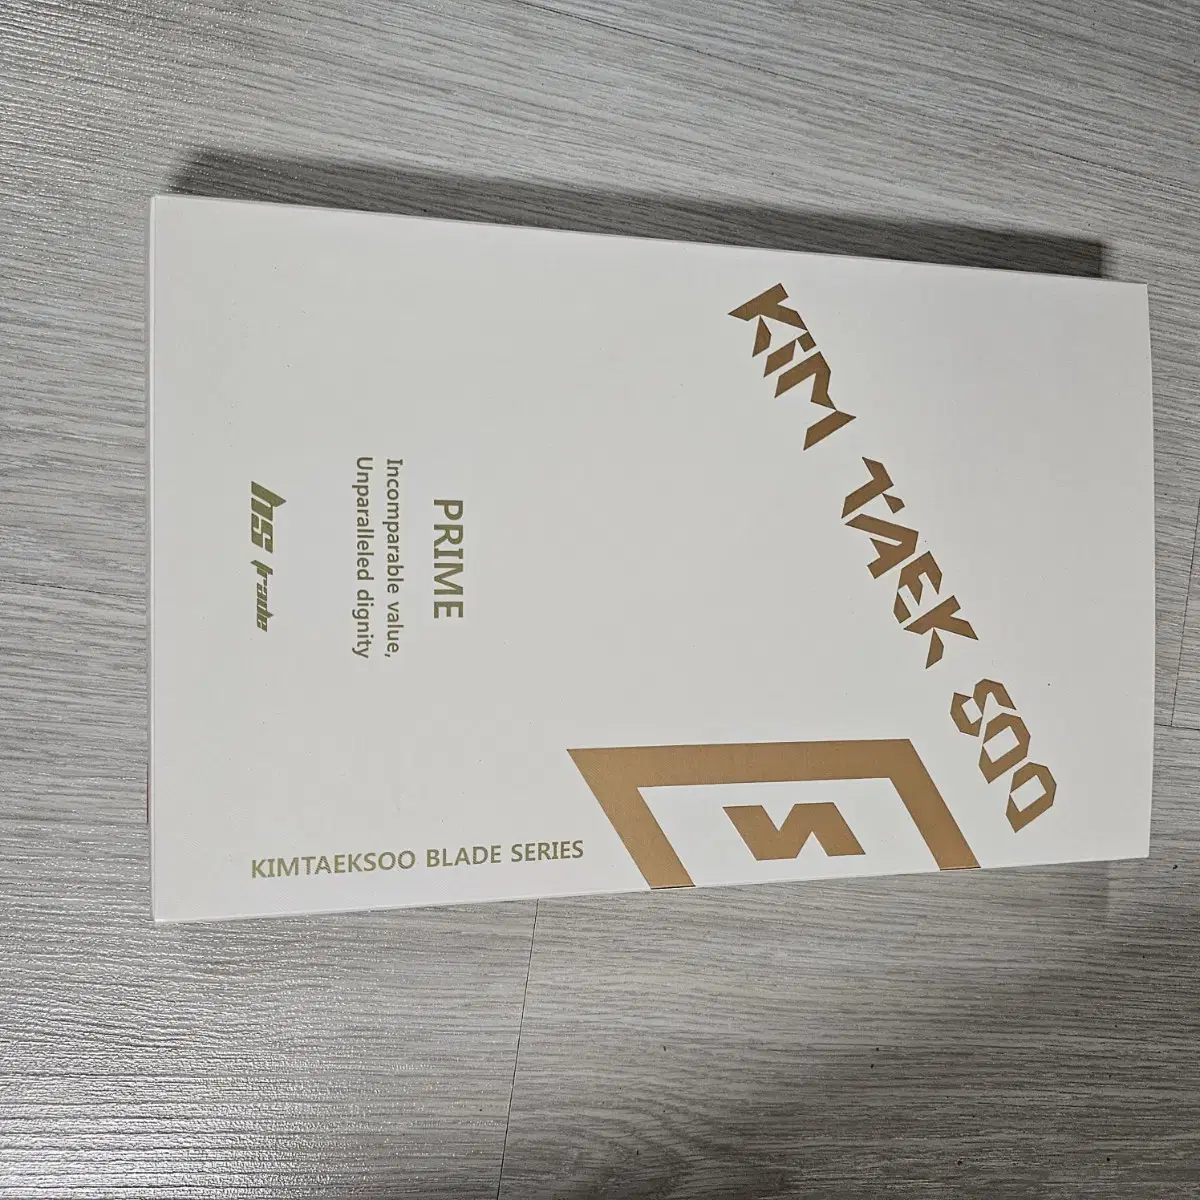 KIM TAEK SOO
KIMTAEKSOO BLADE SERIES
PRIME
Incomparable value,
Unparalleled dignity
hs trade